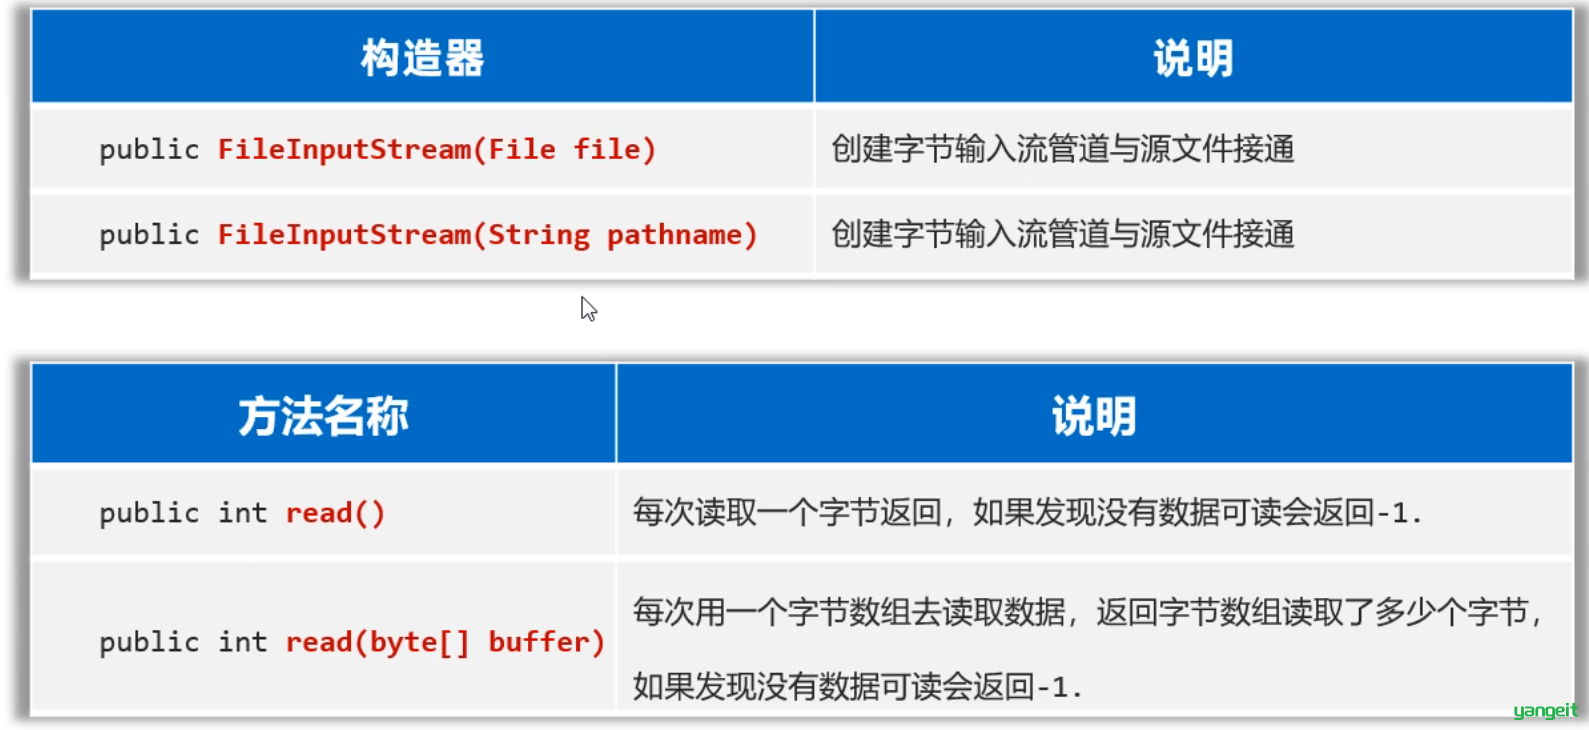 构造器 说明
public FileInputStream(File file) 创建字节输入流管道与源文件接通
public FileInputStream(String pathname) 创建字节输入流管道与源文件接通
方法名称 说明
public int read() 每次读取一个字节返回，如果发现没有数据可读会返回-1.
public int read(byte[] buffer) 每次用一个字节数组去读取数据，返回字节数组读取了多少个字节，
如果发现没有数据可读会返回-1.
yangeit